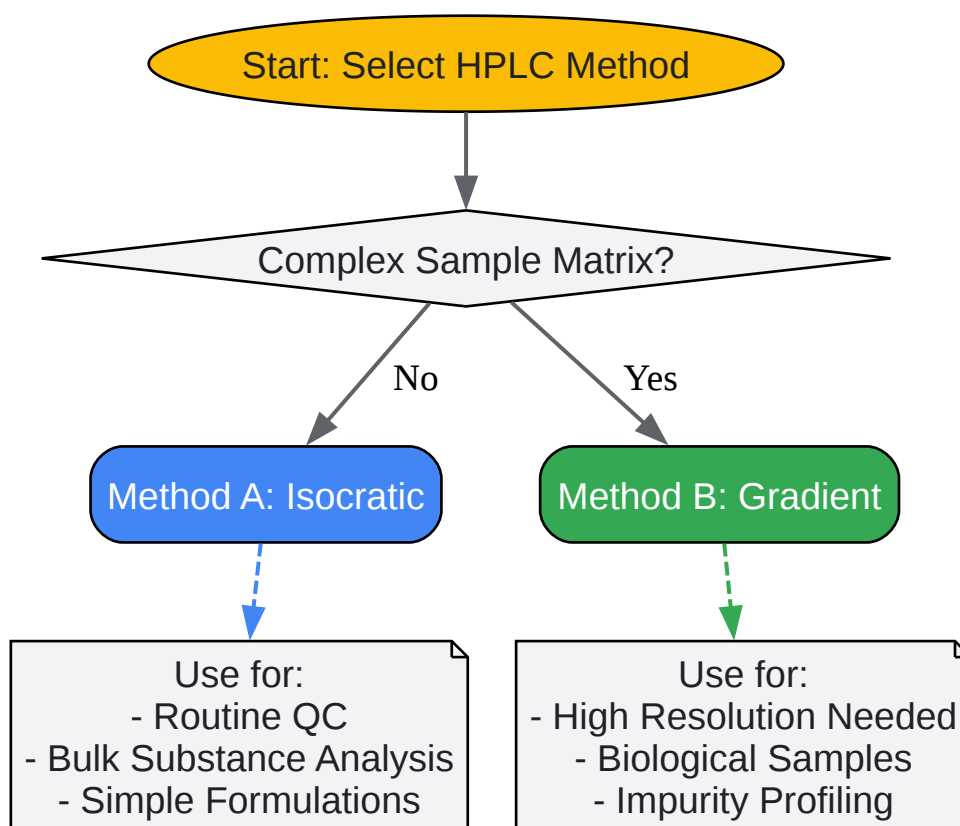 Start: Select HPLC Method
Complex Sample Matrix?
No
Yes
Method A: Isocratic
Method B: Gradient
Use for:
- Routine QC
- Bulk Substance Analysis
- Simple Formulations
Use for:
- High Resolution Needed
- Biological Samples
- Impurity Profiling